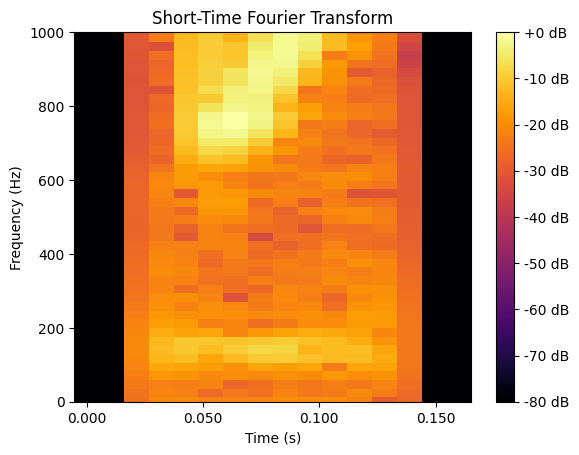 Short-Time Fourier Transform
1000
800
600
400
200
0
Frequency (Hz)
0.000
0.050
0.100
0.150
Time (s)
+0 dB
-10 dB
-20 dB
-30 dB
-40 dB
-50 dB
-60 dB
-70 dB
-80 dB